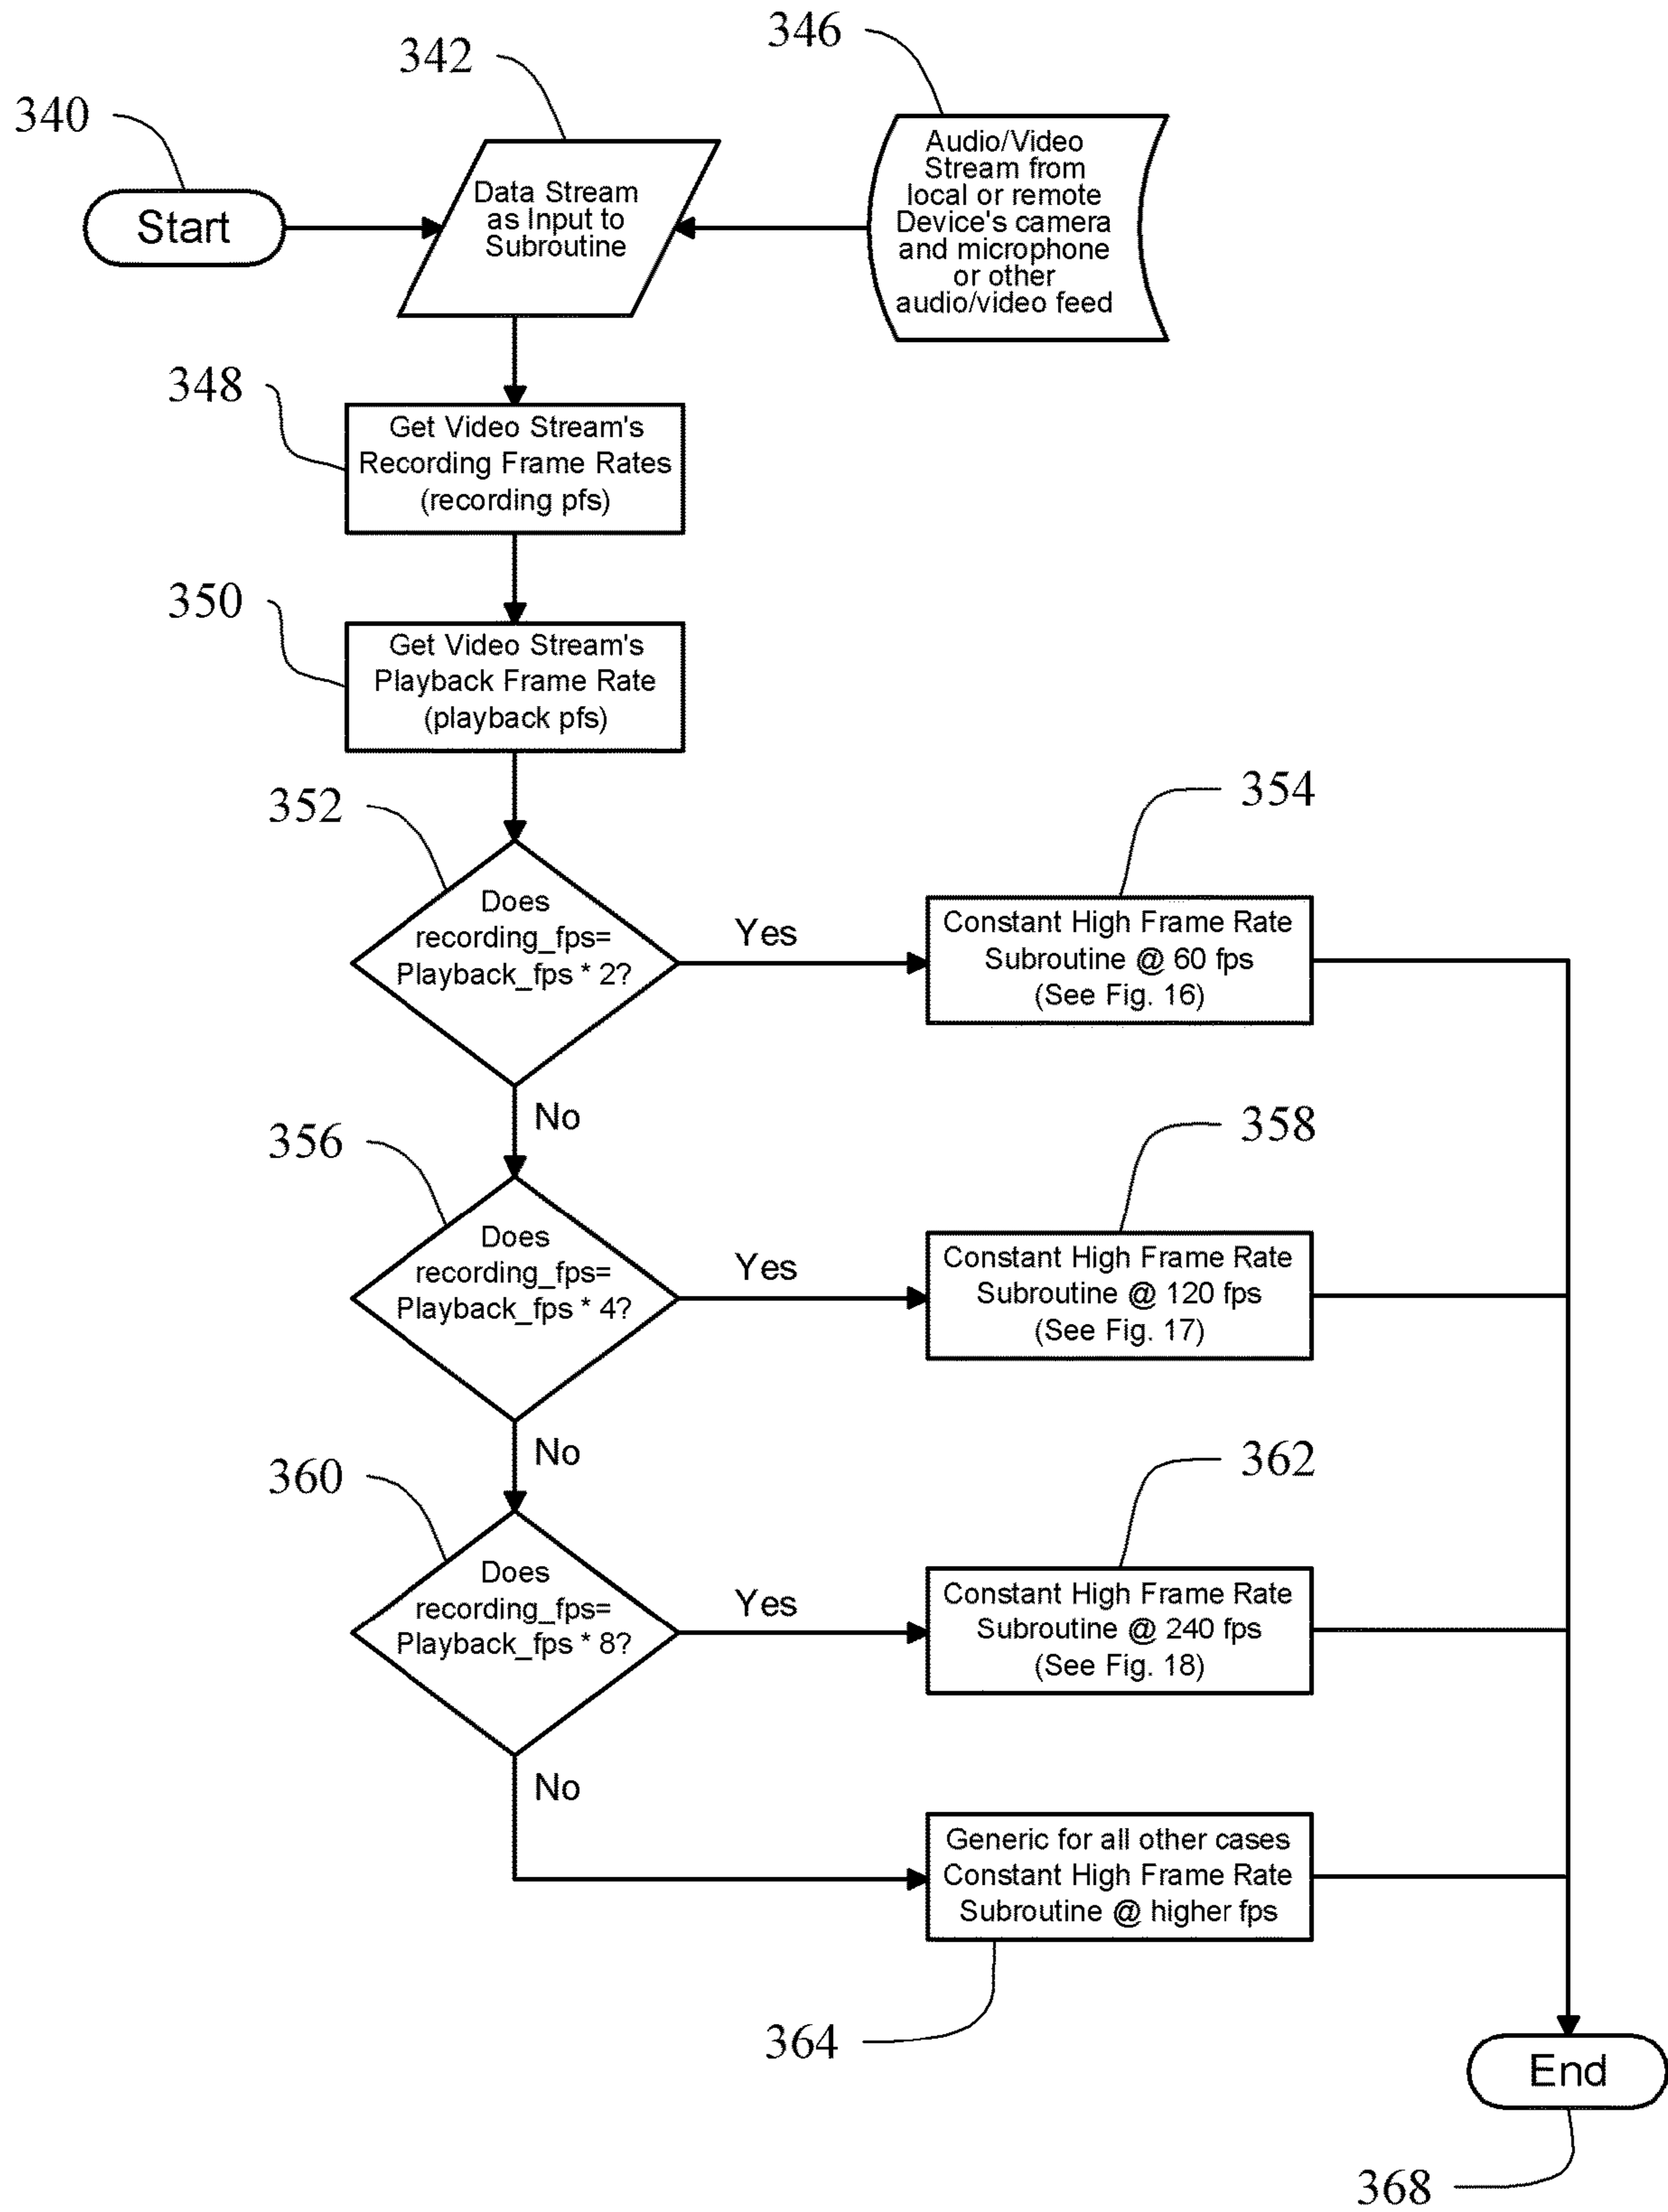 342
346
340
Start
Data Stream
as Input to
Subroutine
Audio/Video
Stream from
local or remote
Device's camera
and microphone
or other
audio/video feed
348
Get Video Stream's
Recording Frame Rates
(recording pfs)
350
Get Video Stream's
Playback Frame Rate
(playback pfs)
352
Does
recording_fps=
Playback_fps * 2?
Yes
354
Constant High Frame Rate
Subroutine @ 60 fps
(See Fig. 16)
No
356
Does
recording_fps=
Playback_fps * 4?
Yes
358
Constant High Frame Rate
Subroutine @ 120 fps
(See Fig. 17)
No
360
Does
recording_fps=
Playback_fps * 8?
Yes
362
Constant High Frame Rate
Subroutine @ 240 fps
(See Fig. 18)
No
Generic for all other cases
Constant High Frame Rate
Subroutine @ higher fps
364
End
368